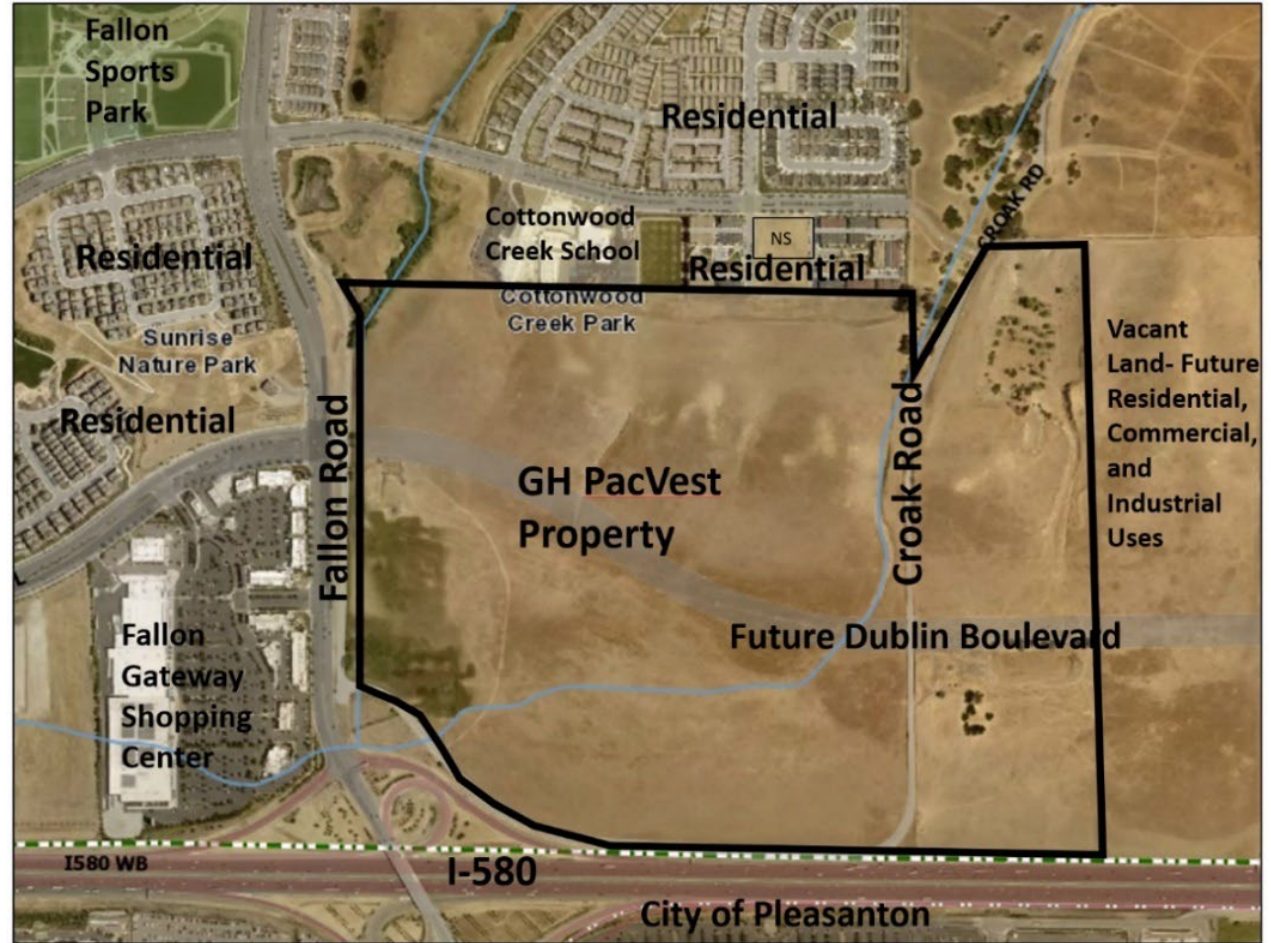 Fallon
Sports
Park
Residential
CROAK RD
Cottonwood
Creek School
NS
Residential
Residential
Cottonwood
Creek Park
Sunrise
Nature Park
Vacant
Land- Future
Residential,
Commercial,
and
Industrial
Uses
Residential
Fallon Road
Croak Road
GH PacVest
Property
Future Dublin Boulevard
Fallon
Gateway
Shopping
Center
I580 WB
I-580
City of Pleasanton